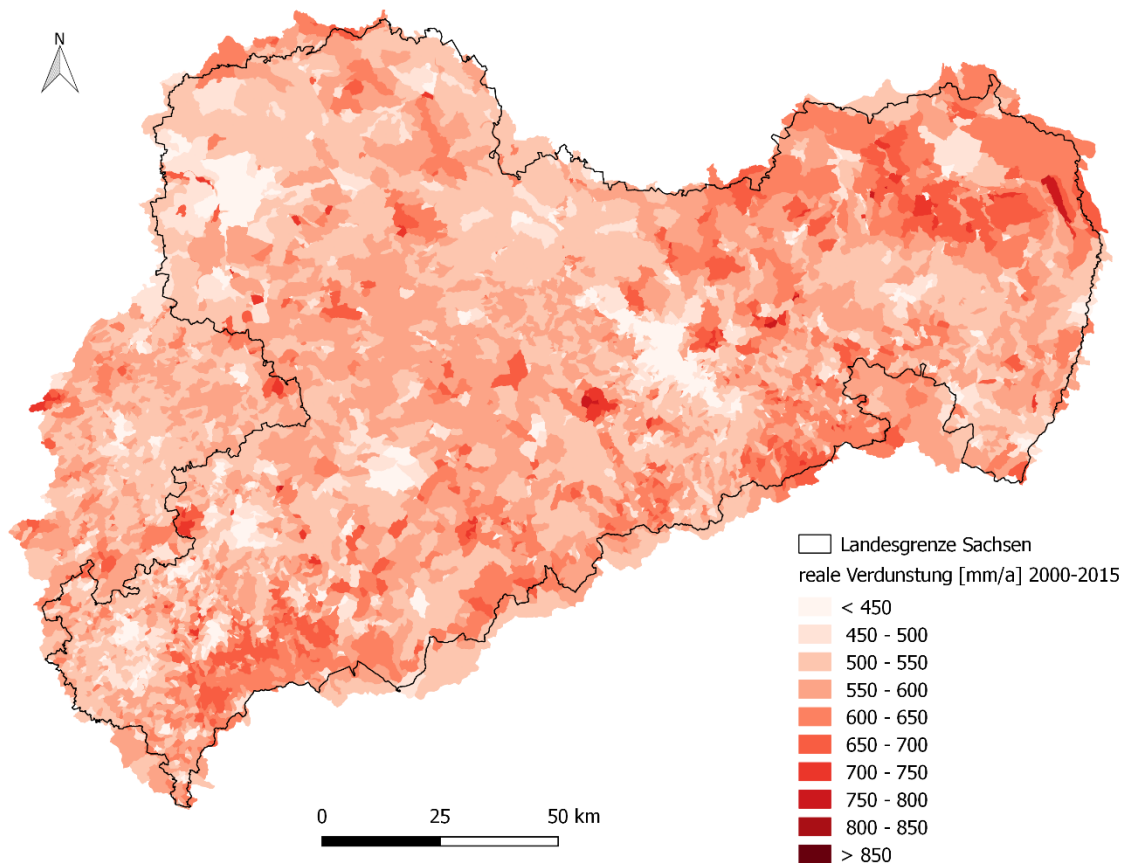 N
Landesgrenze Sachsen
reale Verdunstung [mm/a] 2000-2015
< 450
450 - 500
500 - 550
550 - 600
600 - 650
650 - 700
700 - 750
750 - 800
800 - 850
> 850
0 25 50 km